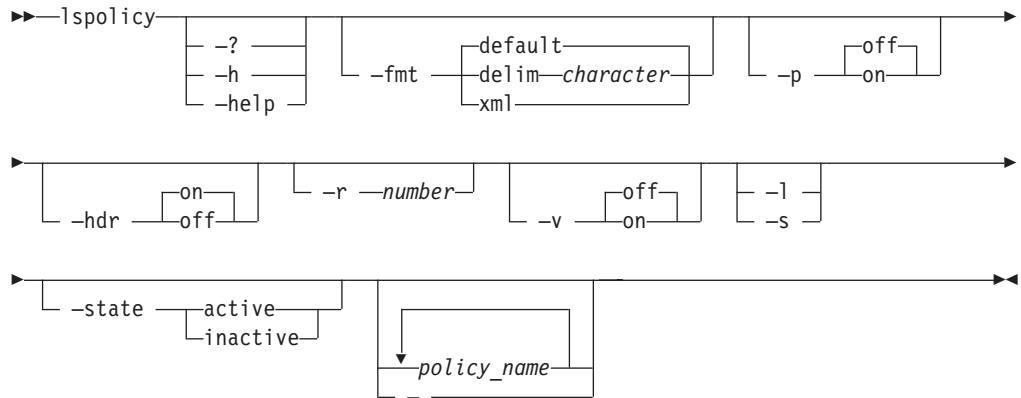 lspolicy
–?
–h
–help
–fmt default
delim character
xml
–p off
on
–hdr on
off
–r number
–v off
on
–l
–s
–state active
inactive
policy_name
–